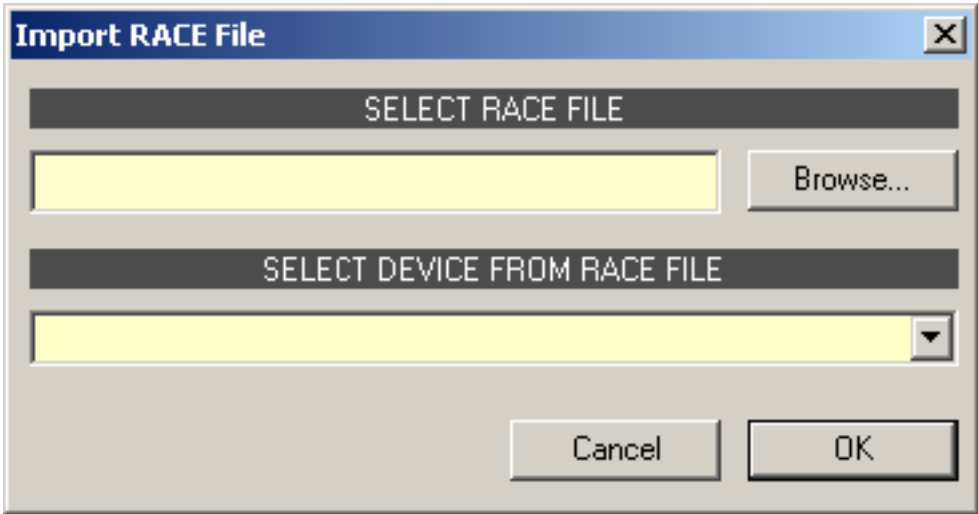 Import RACE File
SELECT RACE FILE
Browse...
SELECT DEVICE FROM RACE FILE
Cancel
OK